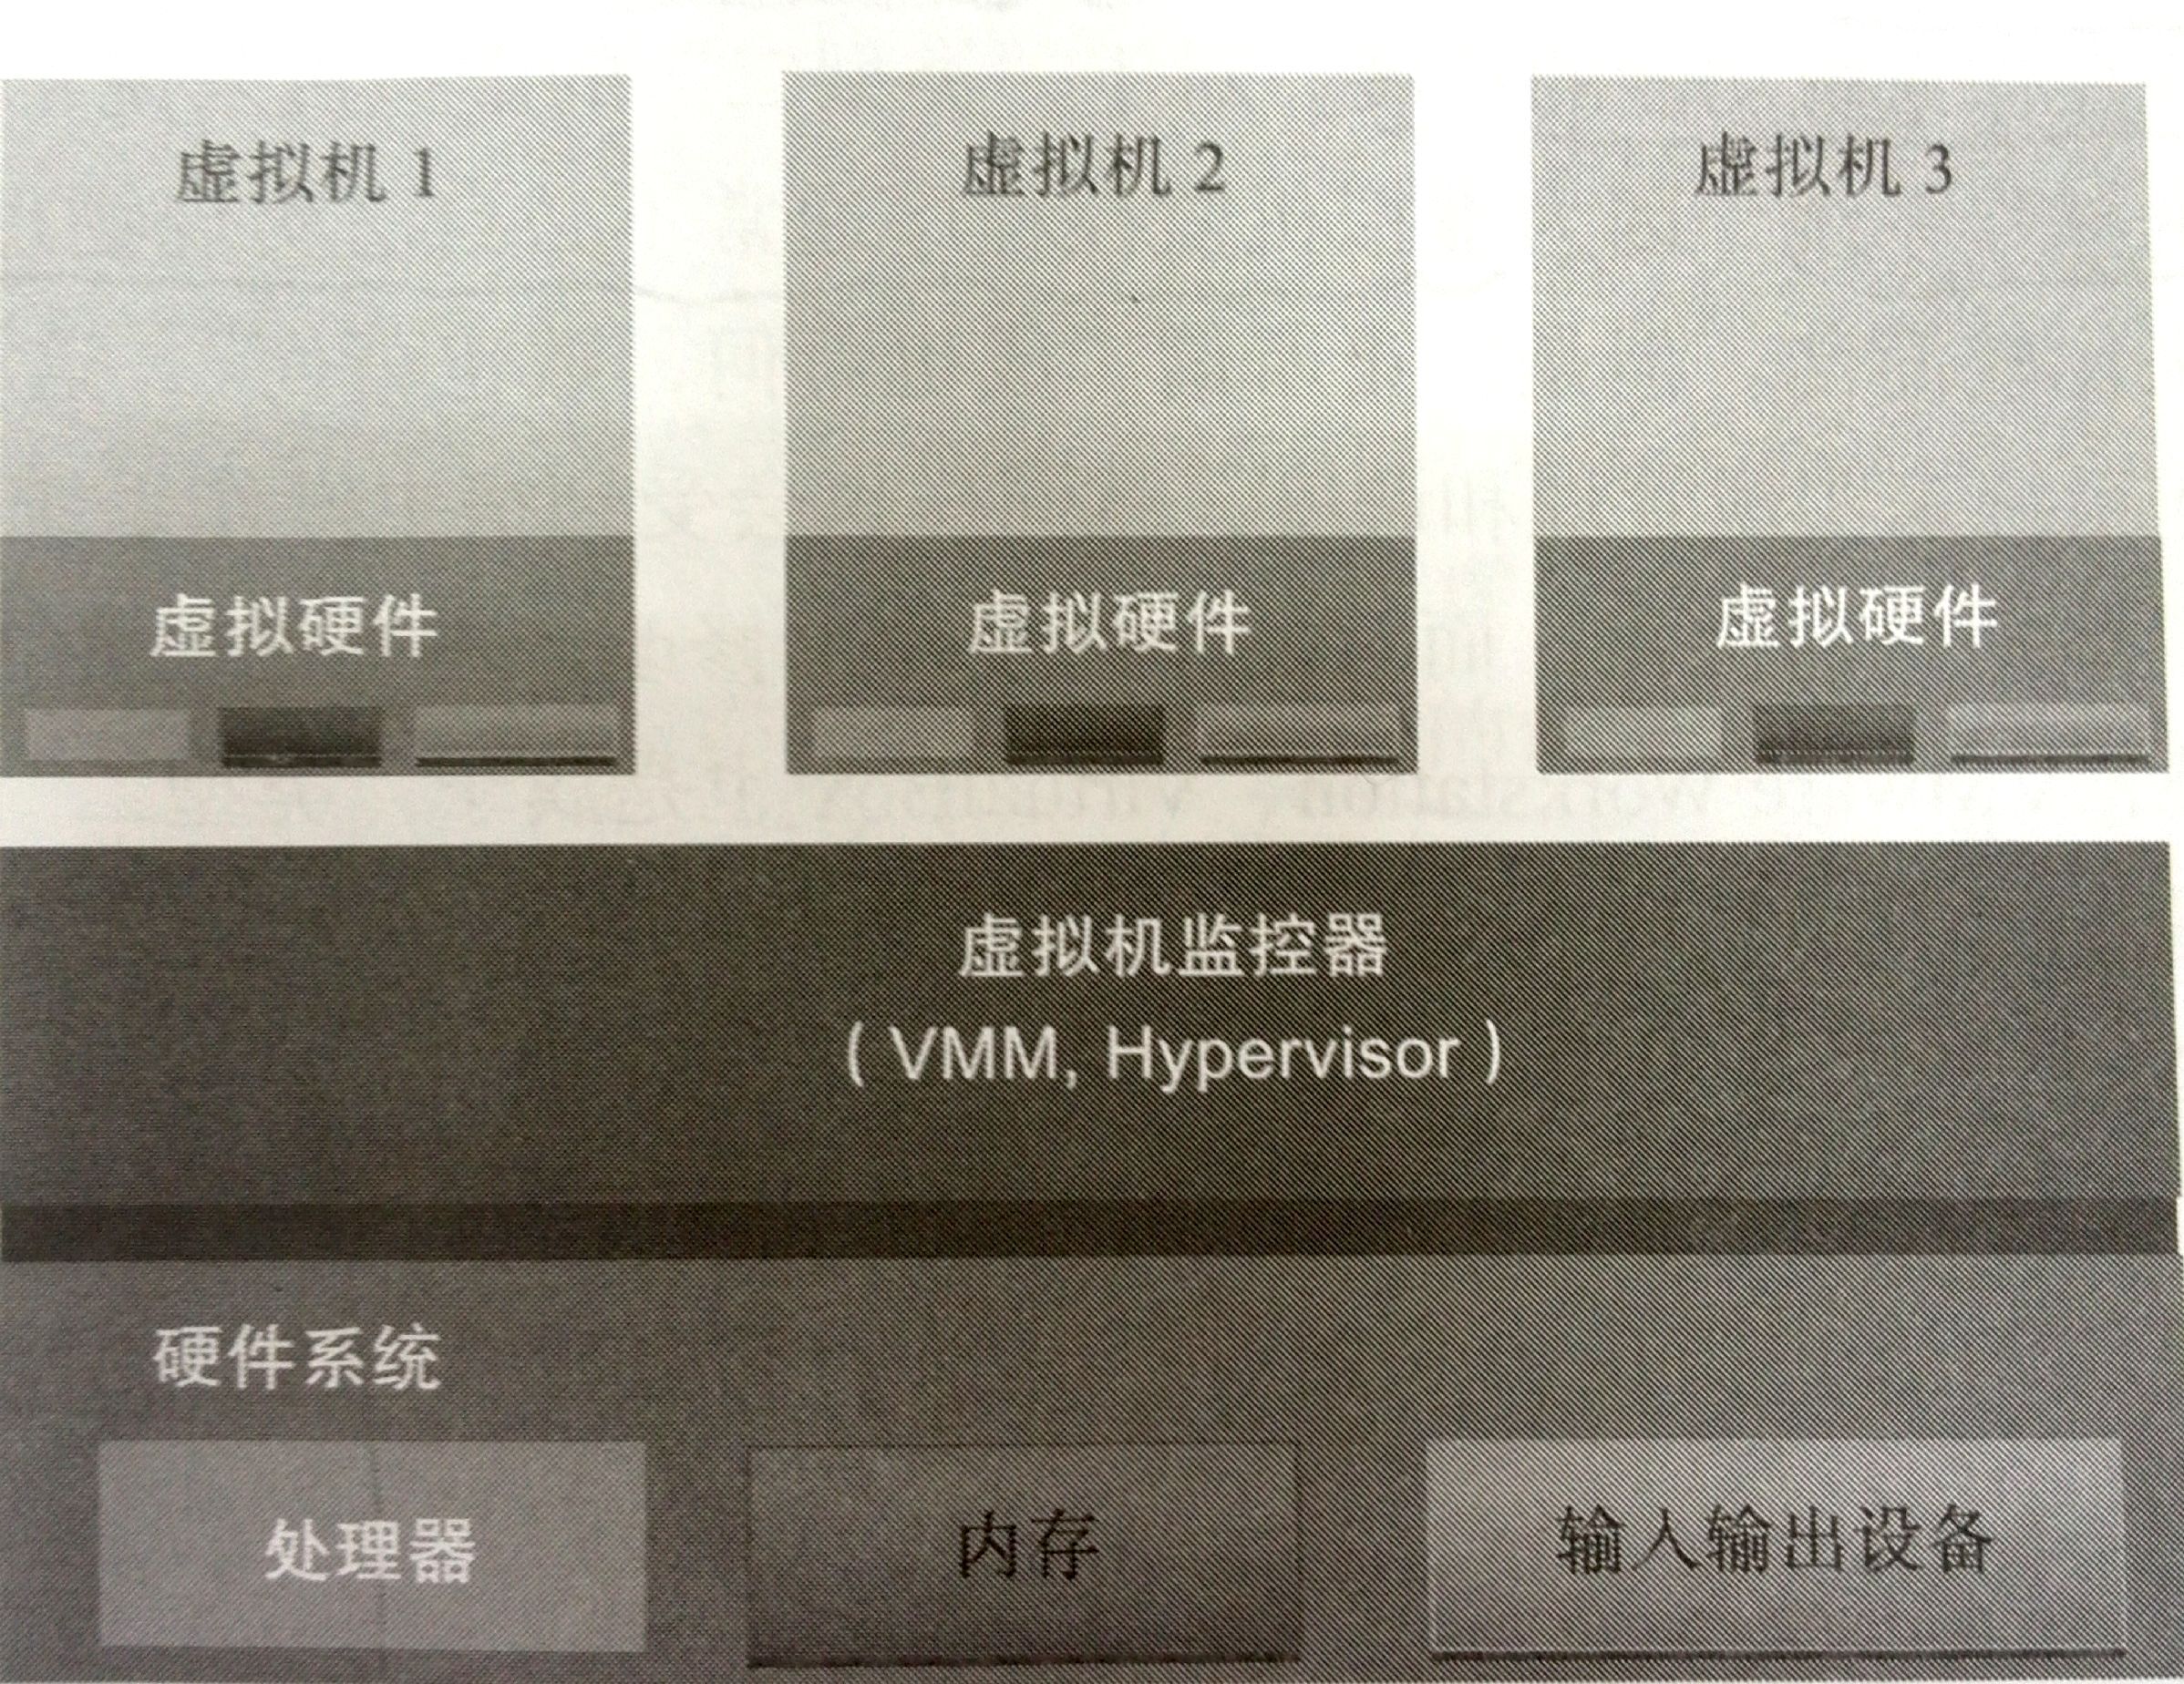 虚拟机 1
虚拟机 2
虚拟机 3
虚拟硬件
虚拟硬件
虚拟硬件
虚拟机监控器
( VMM, Hypervisor )
硬件系统
处理器
内存
输入输出设备